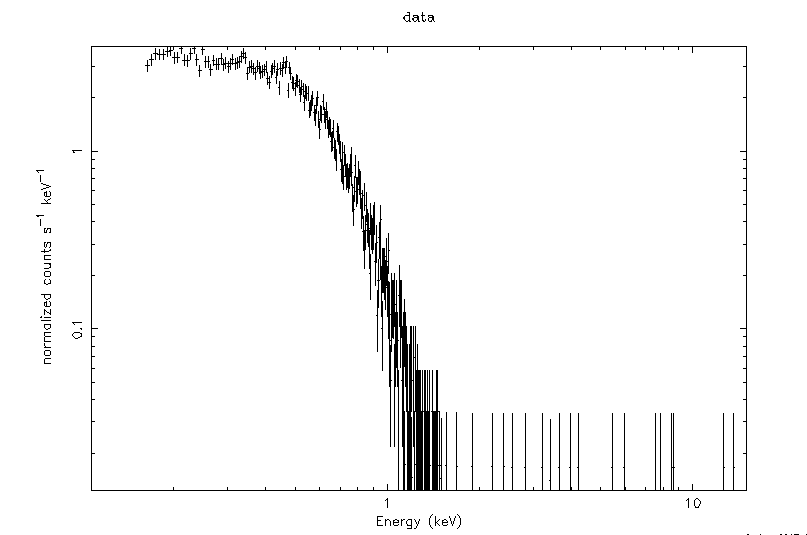 data
1
0.1
normalized counts s⁻¹ keV⁻¹
1
10
Energy (keV)